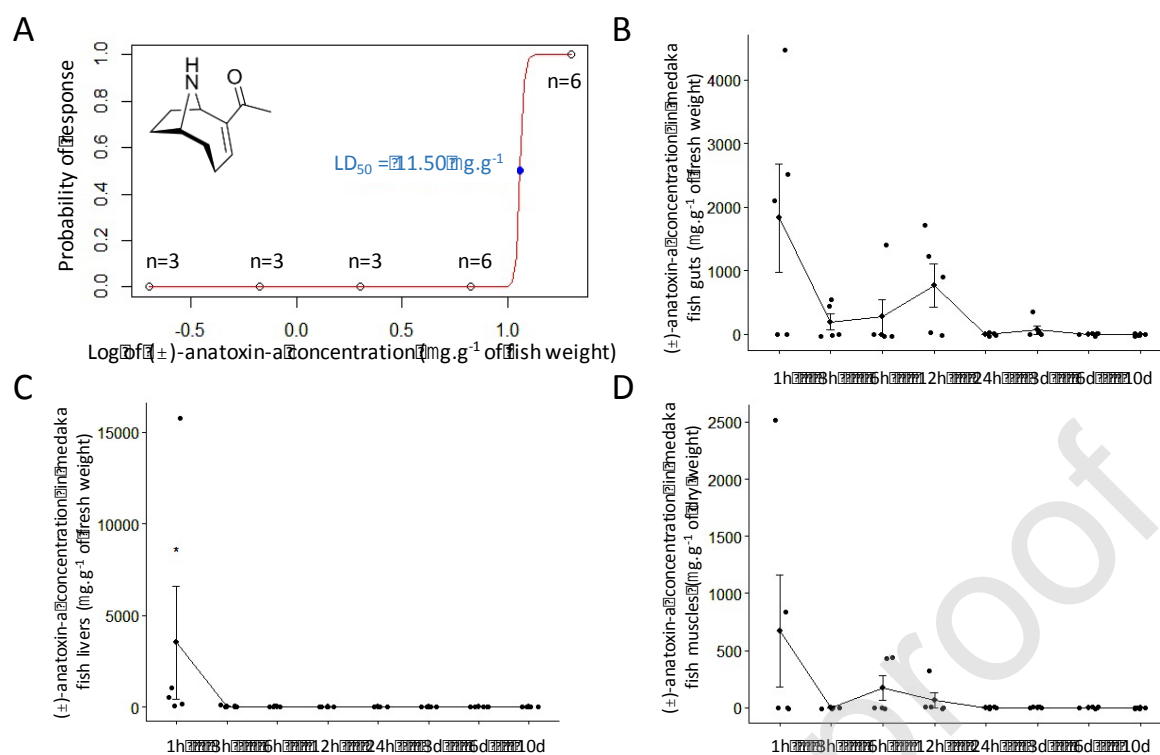 A
1.0
0.8
0.6
0.4
0.2
0.0
Probability of response
H
N
O
n=6
LD₅₀ = 11.50 mg.g⁻¹
n=3
n=3
n=3
n=6
-0.5 0.0 0.5 1.0
Log of (±)-anatoxin-a concentration (mg.g⁻¹ of fish weight)
B
(±)-anatoxin-a concentration in medaka
fish guts (mg.g⁻¹ of fresh weight)
4000
3000
2000
1000
0
1h 3h 6h 12h 24h 3d 6d 10d
C
(±)-anatoxin-a concentration in medaka
fish livers (mg.g⁻¹ of fresh weight)
15000
10000
5000
0
*
1h 3h 6h 12h 24h 3d 6d 10d
D
(±)-anatoxin-a concentration in medaka
fish muscles (mg.g⁻¹ of dry weight)
2500
2000
1500
1000
500
0
1h 3h 6h 12h 24h 3d 6d 10d
proof